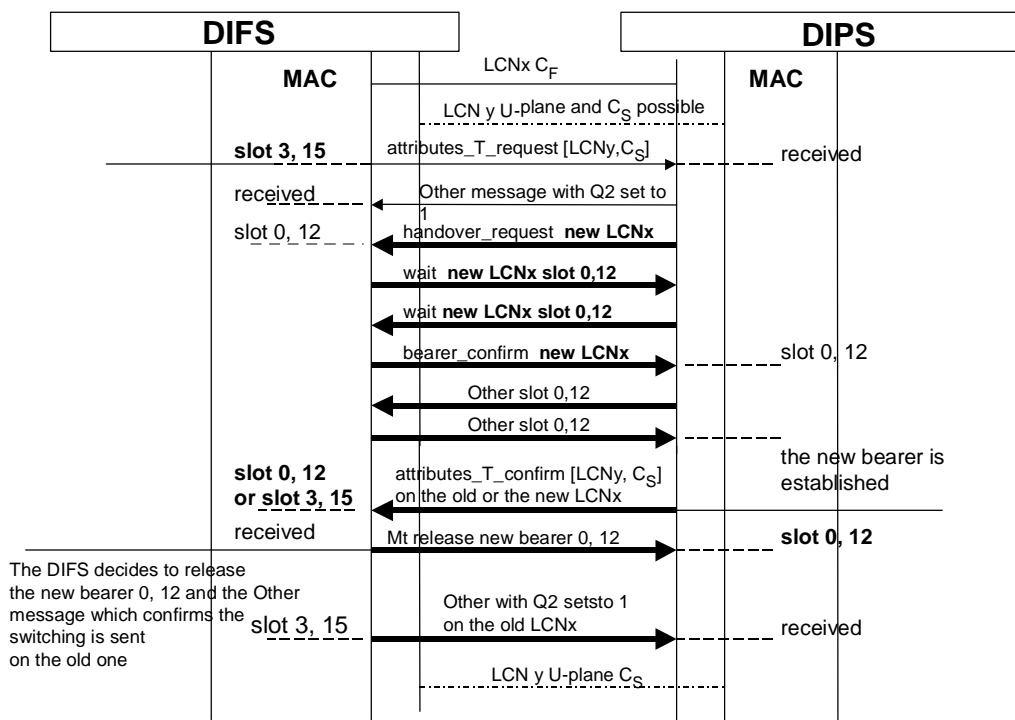 DIFS
DIPS
LCNx C_F
MAC
MAC
LCN y U-plane and C_S possible
slot 3, 15
attributes_T_request [LCNy,C_S]
received
received
Other message with Q2 set to
1
slot 0, 12
handover_request new LCNx
wait new LCNx slot 0,12
wait new LCNx slot 0,12
bearer_confirm new LCNx
slot 0, 12
Other slot 0,12
Other slot 0,12
the new bearer is
established
slot 0, 12
or slot 3, 15
attributes_T_confirm [LCNy, C_S]
on the old or the new LCNx
received
Mt release new bearer 0, 12
slot 0, 12
The DIFS decides to release
the new bearer 0, 12 and the Other
message which confirms the
switching is sent
on the old one
slot 3, 15
Other with Q2 setsto 1
on the old LCNx
received
LCN y U-plane C_S